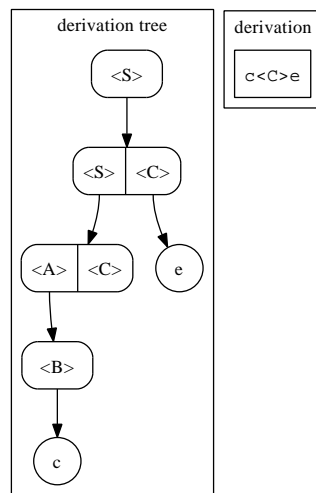 derivation tree
<S>
<S> <C>
<A> <C>
e
<B>
c
derivation
c<C>e